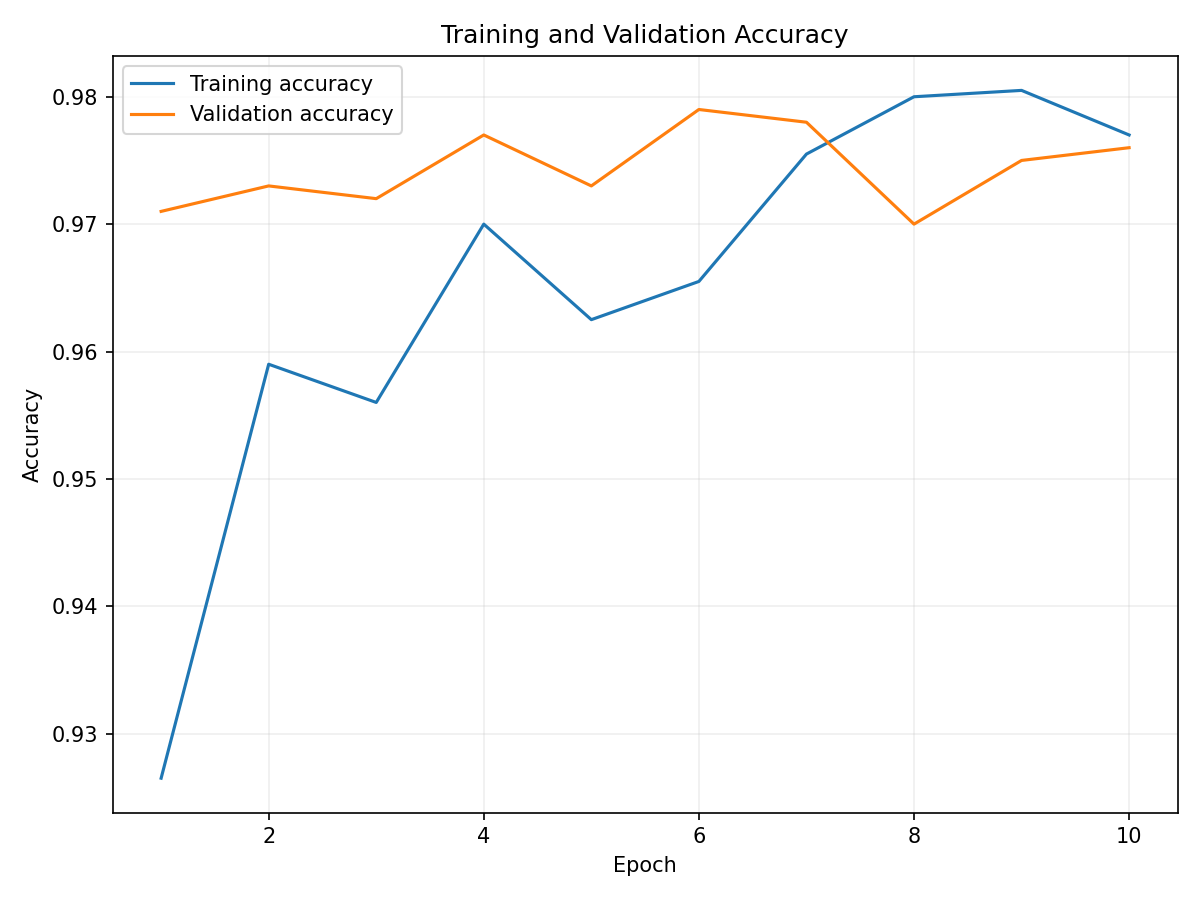 Training and Validation Accuracy
Training accuracy
Validation accuracy
0.98
0.97
0.96
0.95
0.94
0.93
Accuracy
2 4 6 8 10
Epoch